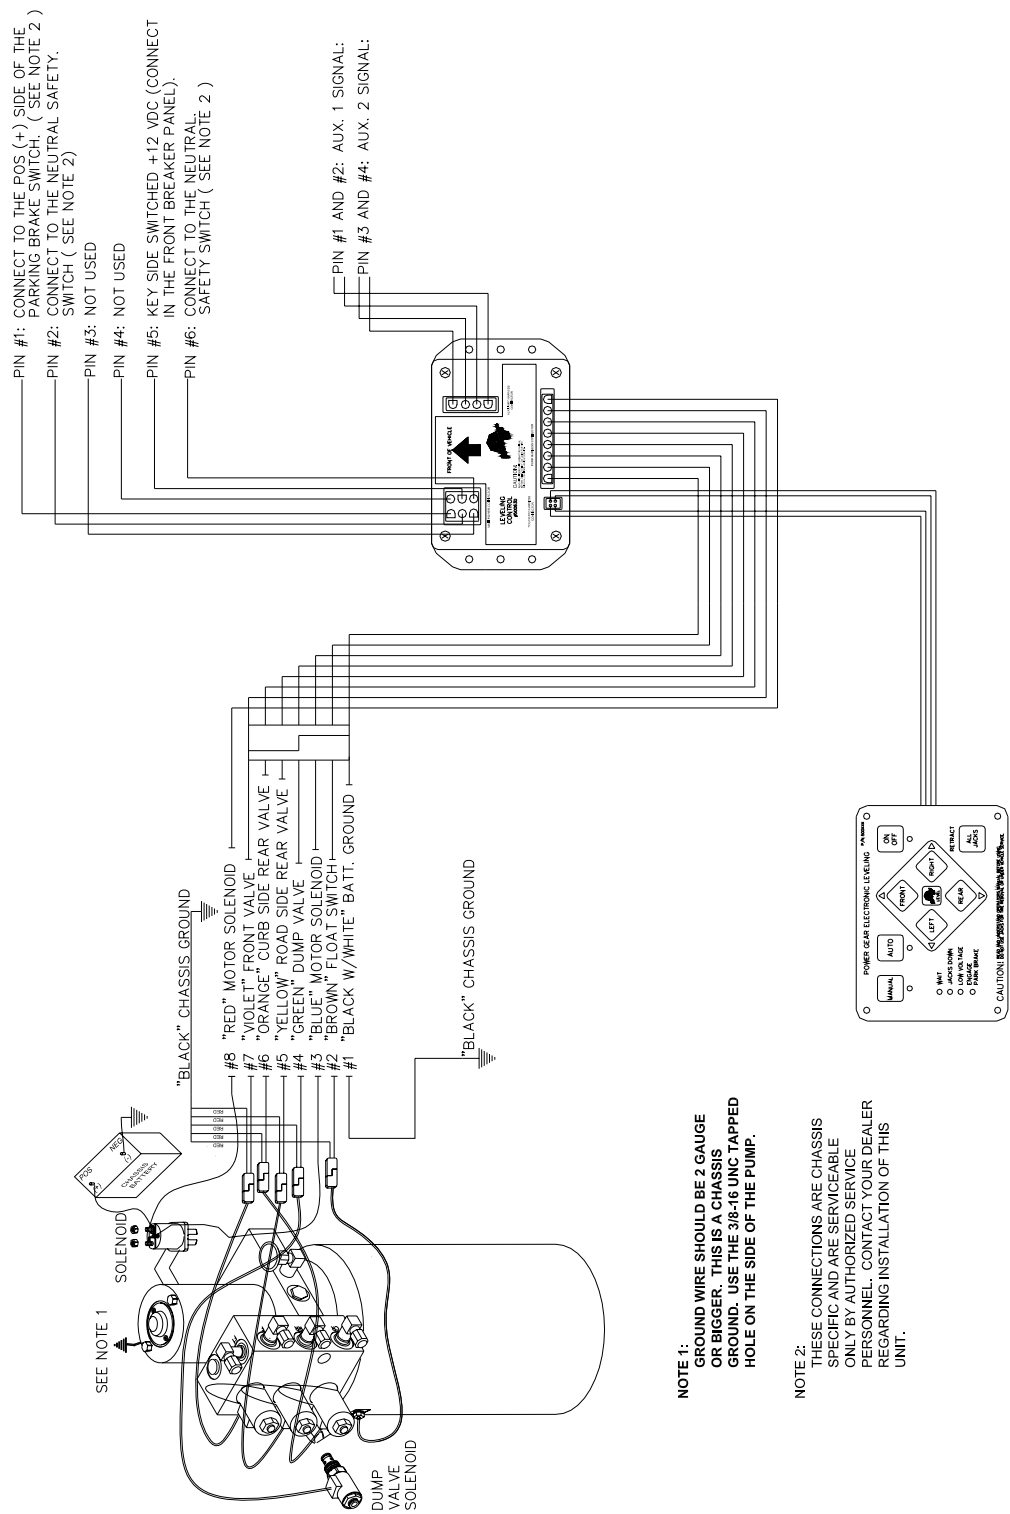 PIN #1: CONNECT TO THE POS (+) SIDE OF THE
PARKING BRAKE SWITCH. ( SEE NOTE 2 )
PIN #2: CONNECT TO THE NEUTRAL SAFETY.
SWITCH ( SEE NOTE 2)
PIN #3: NOT USED
PIN #4: NOT USED
PIN #5: KEY SIDE SWITCHED +12 VDC (CONNECT
IN THE FRONT BREAKER PANEL).
PIN #6: CONNECT TO THE NEUTRAL.
SAFETY SWITCH ( SEE NOTE 2 )
PIN #1 AND #2: AUX. 1 SIGNAL:
PIN #3 AND #4: AUX. 2 SIGNAL:
FRONT OF VEHICLE
CAUTION:
LEVELING
CONTROL
"BLACK" CHASSIS GROUND
#8 "RED" MOTOR SOLENOID
#7 "VIOLET" FRONT VALVE
#6 "ORANGE" CURB SIDE REAR VALVE
#5 "YELLOW" ROAD SIDE REAR VALVE
#4 "GREEN" DUMP VALVE
#3 "BLUE" MOTOR SOLENOID
#2 "BROWN" FLOAT SWITCH
#1 "BLACK W/WHITE" BATT. GROUND
"BLACK" CHASSIS GROUND
RED
RED
RED
RED
POS
(+)
NEG
(-)
CHASSIS
BATTERY
SOLENOID
SEE NOTE 1
DUMP
VALVE
SOLENOID
POWER GEAR ELECTRONIC LEVELING
ON
OFF
AUTO
MANUAL
FRONT
RIGHT
LEFT
REAR
RETRACT
ALL
JACKS
WAIT
JACKS DOWN
LOW VOLTAGE
ENGAGE
PARK BRAKE
CAUTION!
NOTE 1:
GROUND WIRE SHOULD BE 2 GAUGE
OR BIGGER. THIS IS A CHASSIS
GROUND. USE THE 3/8-16 UNC TAPPED
HOLE ON THE SIDE OF THE PUMP.
NOTE 2:
THESE CONNECTIONS ARE CHASSIS
SPECIFIC AND ARE SERVICEABLE
ONLY BY AUTHORIZED SERVICE
PERSONNEL. CONTACT YOUR DEALER
REGARDING INSTALLATION OF THIS
UNIT.